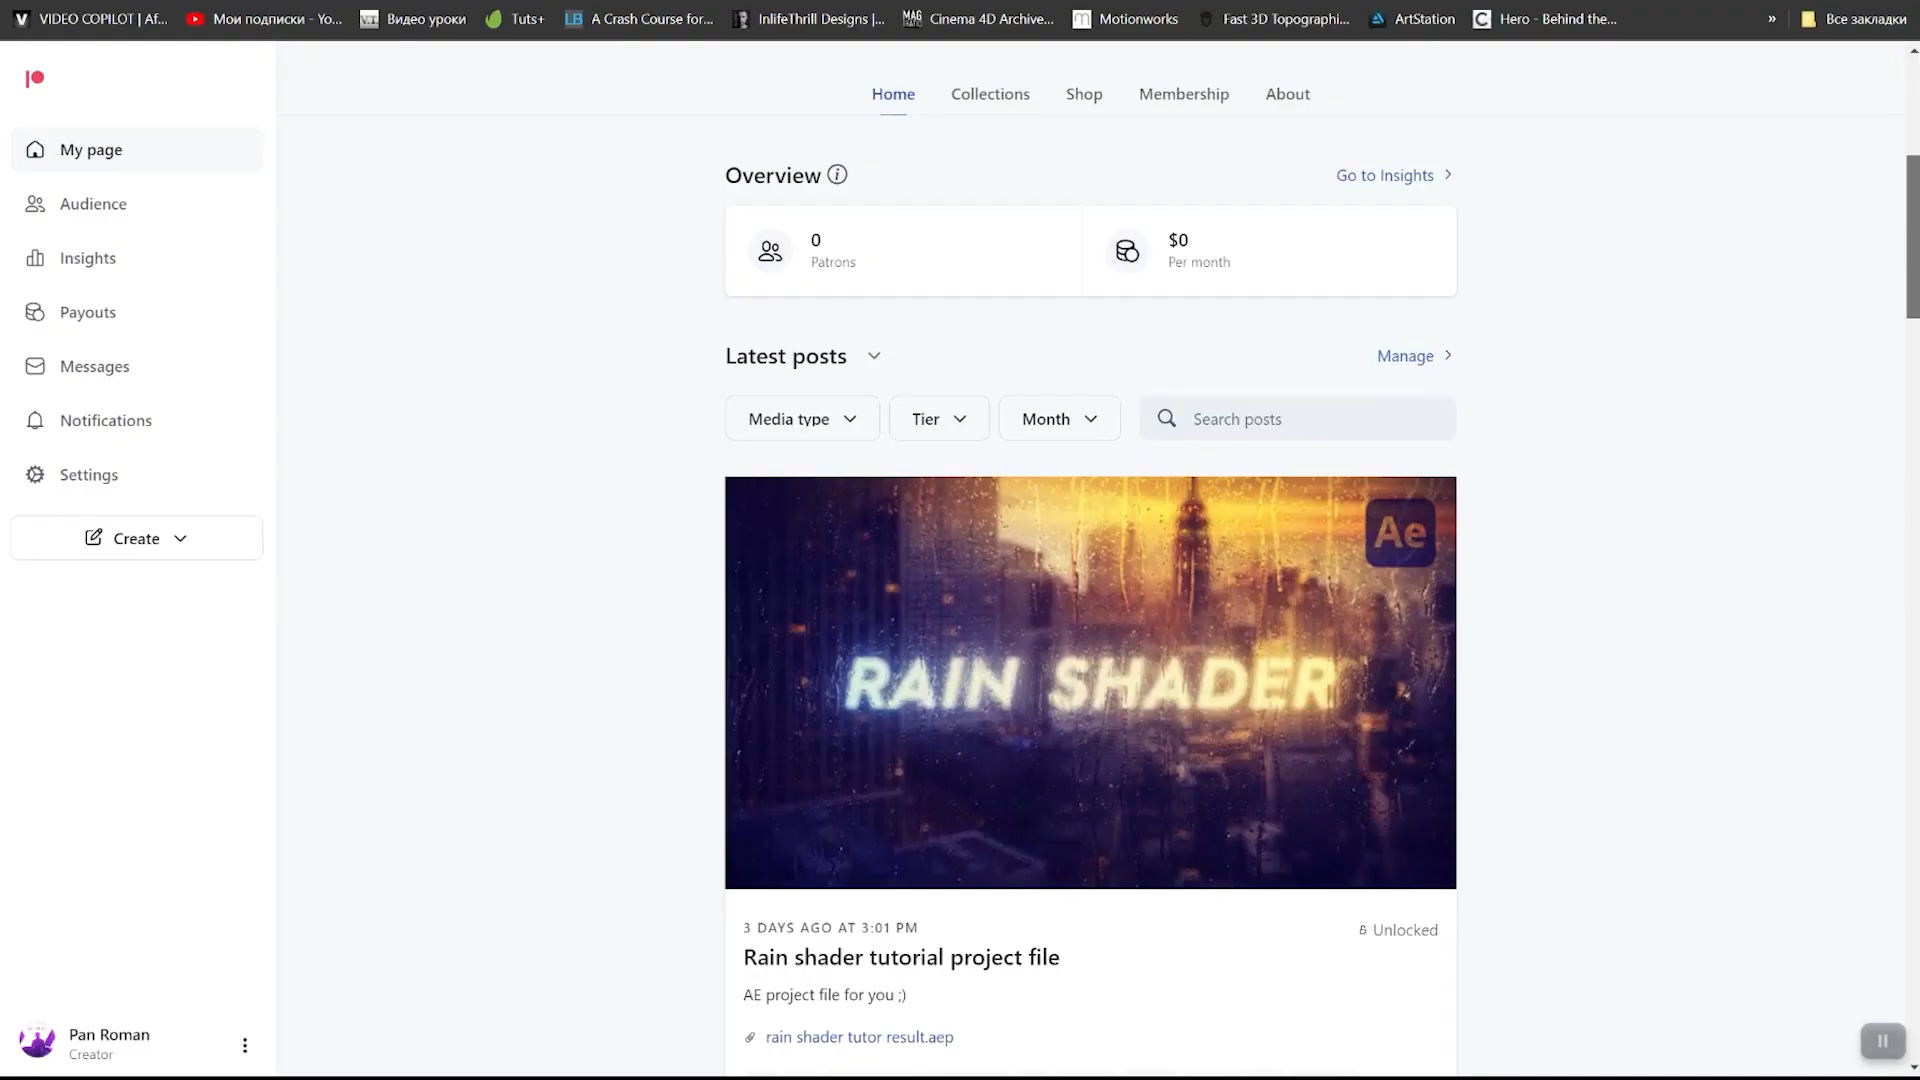 VIDEO COPILOT | Af...
Мои подписки - Yo...
Видео уроки
Tuts+
A Crash Course for...
InlifeThrill Designs |...
Cinema 4D Archive...
Motionworks
Fast 3D Topographi...
ArtStation
Hero - Behind the...
»
Все закладки
Home
Collections
Shop
Membership
About
My page
Audience
Insights
Payouts
Messages
Notifications
Settings
Create
Overview
Go to Insights
0
Patrons
$0
Per month
Latest posts
Manage
Media type
Tier
Month
Search posts
Ae
RAIN SHADER
3 DAYS AGO AT 3:01 PM
Unlocked
Rain shader tutorial project file
AE project file for you ;)
rain shader tutor result.aep
Pan Roman
Creator